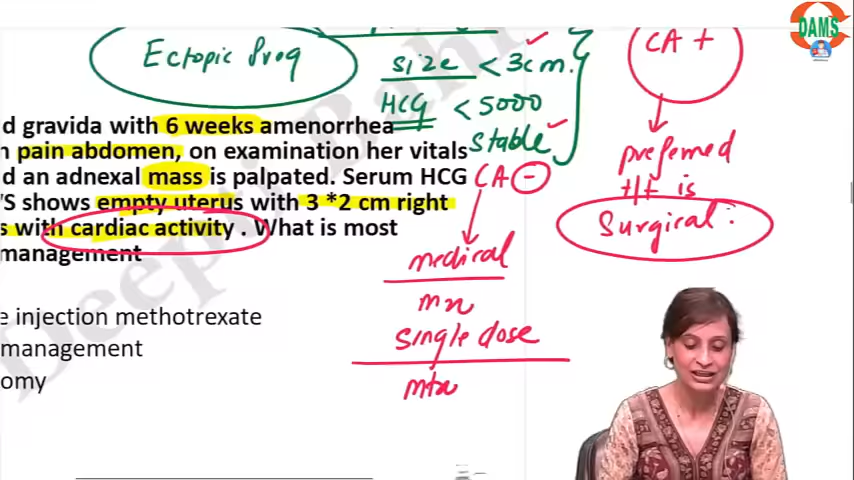 DAMS
Ectopic Preg
size < 3cm.
HCG < 5000
stable
CA +
preferred
t/t is
Surgical
CA -
medical
mx
single dose
mtx
d gravida with 6 weeks amenorrhea
n pain abdomen, on examination her vitals
d an adnexal mass is palpated. Serum HCG
'S shows empty uterus with 3 *2 cm right
s with cardiac activity . What is most
management
e injection methotrexate
management
omy